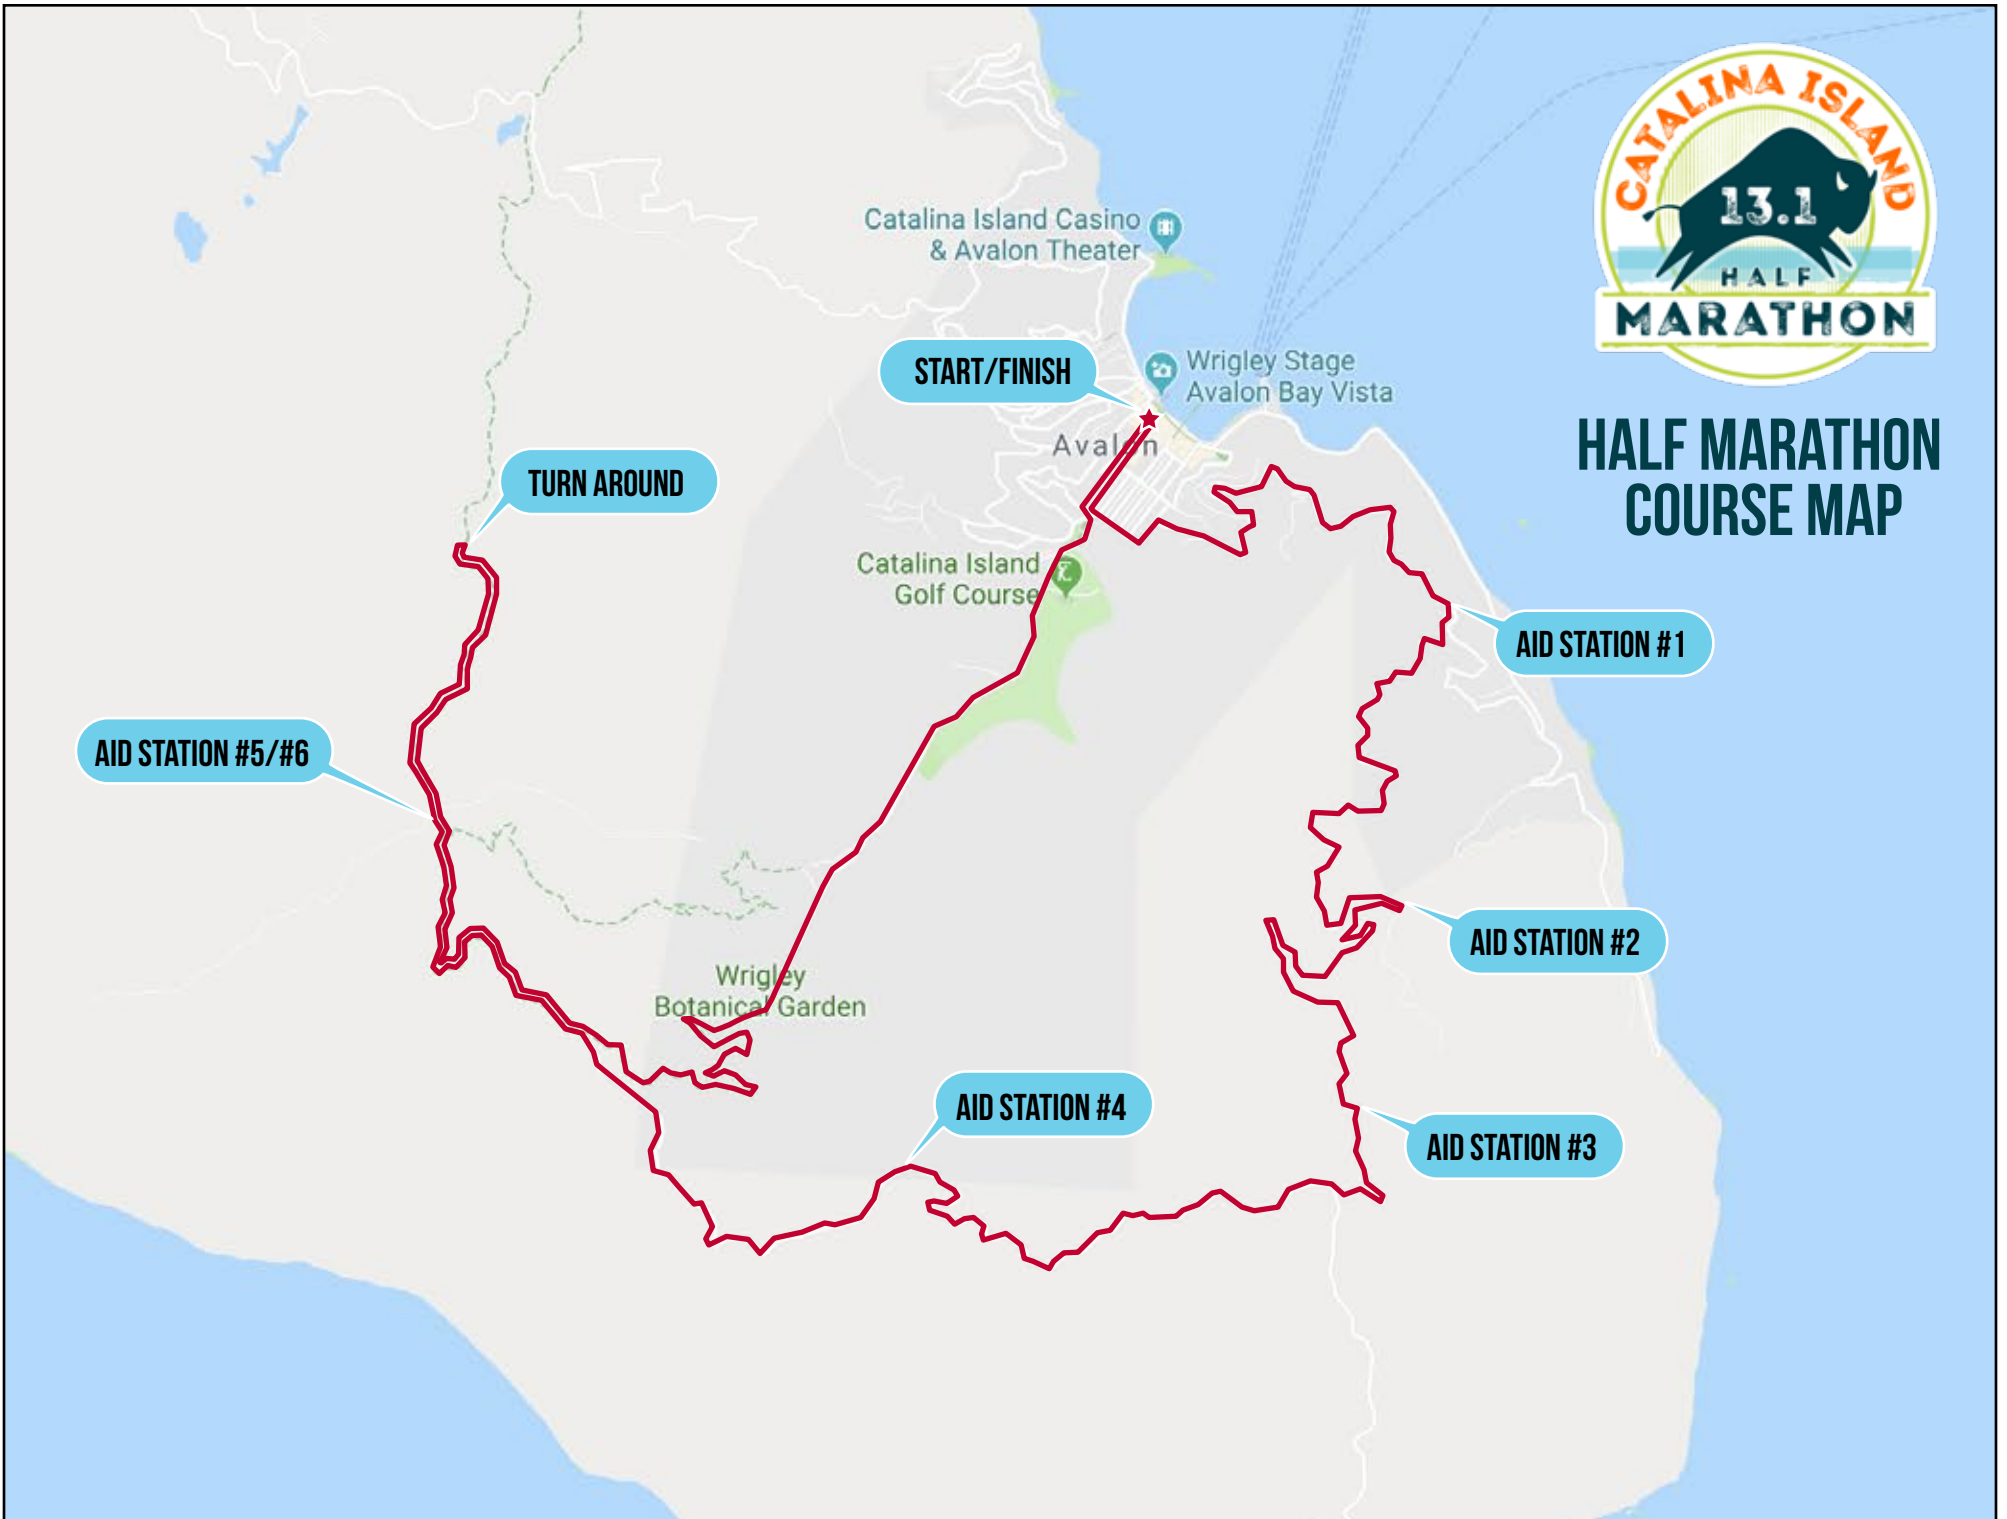 CATALINA ISLAND
13.1
HALF
MARATHON
HALF MARATHON
COURSE MAP
Catalina Island Casino
& Avalon Theater
START/FINISH
Wrigley Stage
Avalon Bay Vista
Avalon
TURN AROUND
Catalina Island
Golf Course
AID STATION #1
AID STATION #5/#6
AID STATION #2
Wrigley
Botanical Garden
AID STATION #4
AID STATION #3